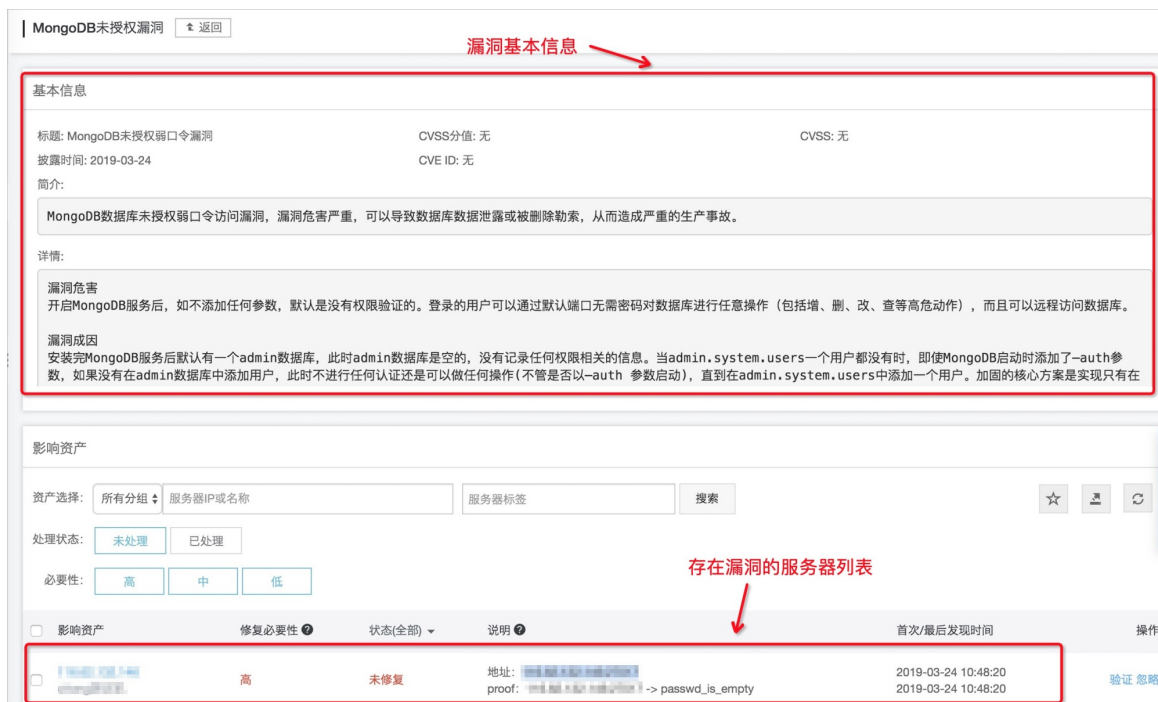 MongoDB未授权漏洞 返回
漏洞基本信息
基本信息
标题: MongoDB未授权弱口令漏洞 CVSS分值: 无 CVSS: 无
披露时间: 2019-03-24 CVE ID: 无
简介:
MongoDB数据库未授权弱口令访问漏洞，漏洞危害严重，可以导致数据库数据泄露或被删除勒索，从而造成严重的生产事故。
详情:
漏洞危害
开启MongoDB服务后，如不添加任何参数，默认是没有权限验证的。登录的用户可以通过默认端口无需密码对数据库进行任意操作（包括增、删、改、查等高危动作），而且可以远程访问数据库。
漏洞成因
安装完MongoDB服务后默认有一个admin数据库，此时admin数据库是空的，没有记录任何权限相关的信息。当admin.system.users一个用户都没有时，即使MongoDB启动时添加了—auth参
数，如果没有在admin数据库中添加用户，此时不进行任何认证还是可以做任何操作(不管是否以—auth 参数启动)，直到在admin.system.users中添加一个用户。加固的核心方案是实现只有在
影响资产
资产选择: 所有分组 服务器IP或名称 服务器标签 搜索
处理状态: 未处理 已处理
必要性: 高 中 低
存在漏洞的服务器列表
影响资产 修复必要性 状态(全部) 说明 首次/最后发现时间 操作
高 未修复 地址: 2019-03-24 10:48:20 验证 忽略
proof: -> passwd_is_empty 2019-03-24 10:48:20